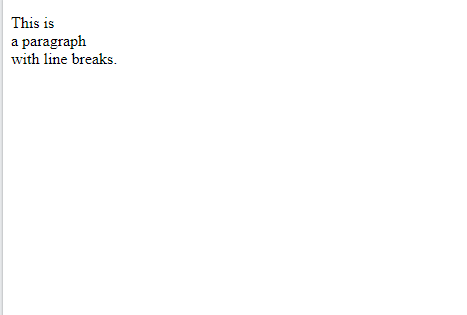 This is
a paragraph
with line breaks.